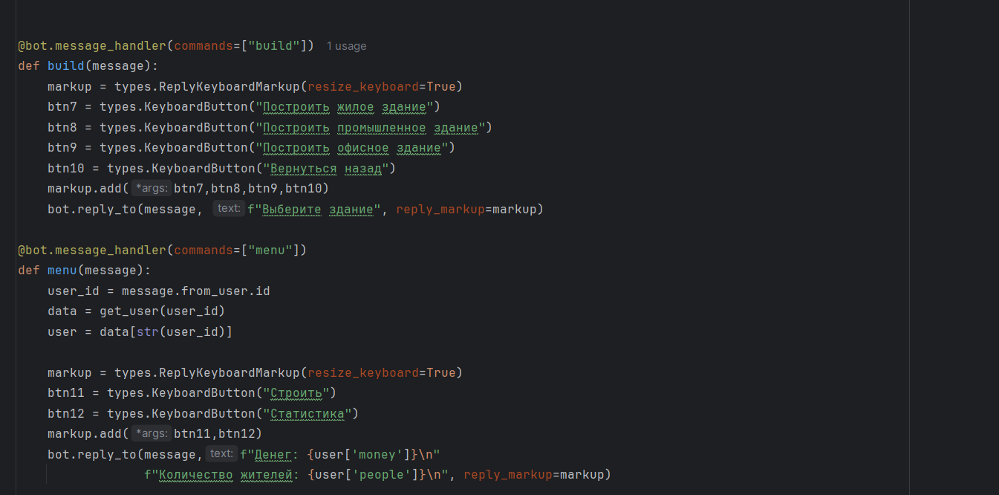 @bot.message_handler(commands=["build"]) 1 usage
def build(message):
    markup = types.ReplyKeyboardMarkup(resize_keyboard=True)
    btn7 = types.KeyboardButton("Построить жилое здание")
    btn8 = types.KeyboardButton("Построить промышленное здание")
    btn9 = types.KeyboardButton("Построить офисное здание")
    btn10 = types.KeyboardButton("Вернуться назад")
    markup.add( *args: btn7,btn8,btn9,btn10)
    bot.reply_to(message, text: f"Выберите здание", reply_markup=markup)
@bot.message_handler(commands=["menu"])
def menu(message):
    user_id = message.from_user.id
    data = get_user(user_id)
    user = data[str(user_id)]
    markup = types.ReplyKeyboardMarkup(resize_keyboard=True)
    btn11 = types.KeyboardButton("Строить")
    btn12 = types.KeyboardButton("Статистика")
    markup.add( *args: btn11,btn12)
    bot.reply_to(message, text: f"Денег: {user['money']}\n"
                 f"Количество жителей: {user['people']}\n", reply_markup=markup)